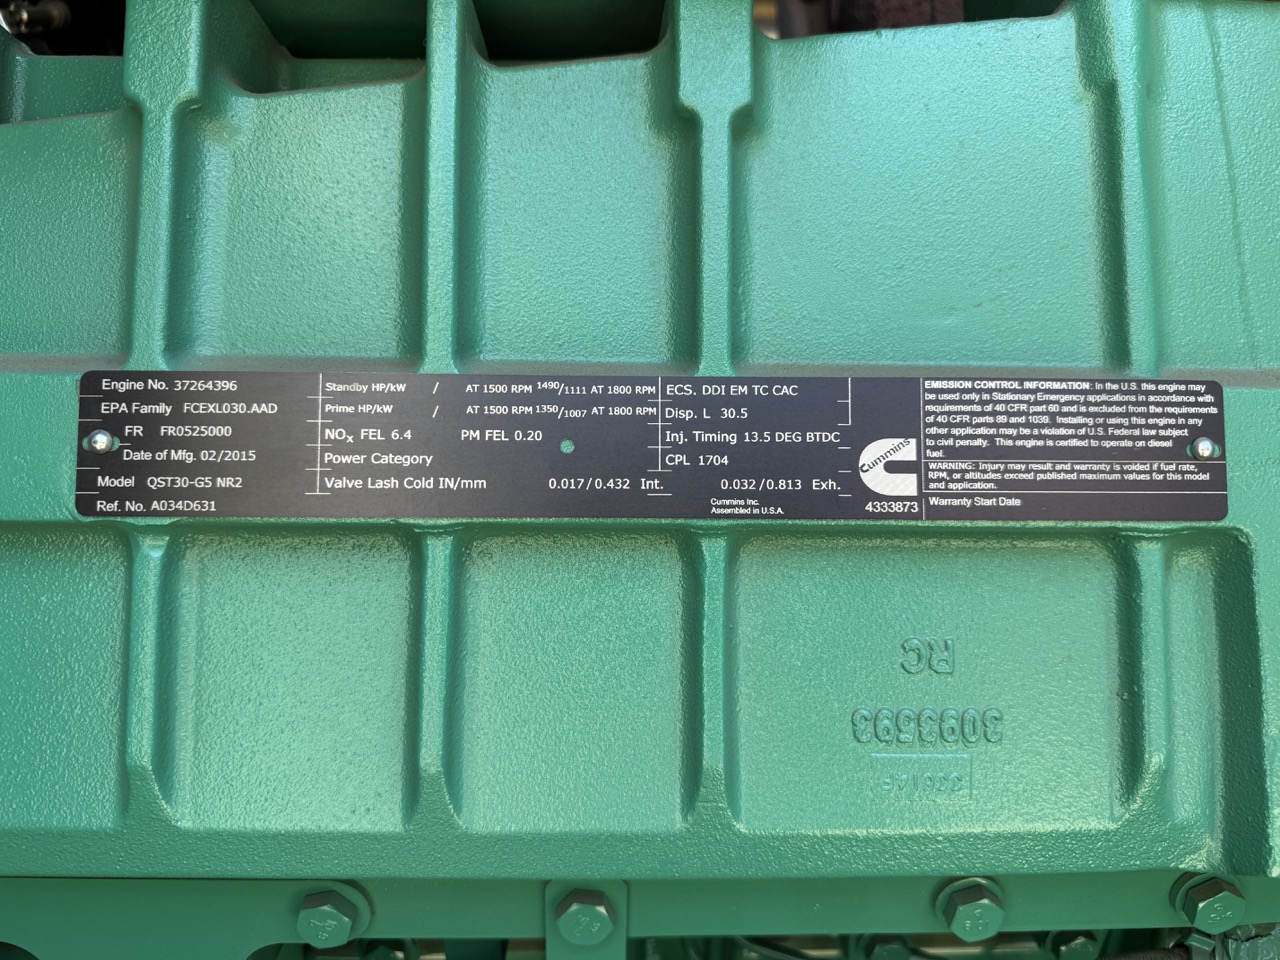 Engine No. 37264396
EPA Family FCEXL030.AAD
FR FR0525000
Date of Mfg. 02/2015
Model QST30-G5 NR2
Ref. No. A034D631
Standby HP/kW / AT 1500 RPM 1490/1111 AT 1800 RPM
Prime HP/kW / AT 1500 RPM 1350/1007 AT 1800 RPM
NOx FEL 6.4 PM FEL 0.20
Power Category
Valve Lash Cold IN/mm 0.017/0.432 Int. 0.032/0.813 Exh.
ECS. DDI EM TC CAC
Disp. L 30.5
Inj. Timing 13.5 DEG BTDC
CPL 1704
Cummins Inc.
Assembled in U.S.A.
Cummins
4333873
EMISSION CONTROL INFORMATION: In the U.S. this engine may
be used only in Stationary Emergency applications in accordance with
requirements of 40 CFR part 60 and is excluded from the requirements
of 40 CFR parts 89 and 1039. Installing or using this engine in any
other application may be a violation of U.S. Federal law subject
to civil penalty. This engine is certified to operate on diesel
fuel.
WARNING: Injury may result and warranty is voided if fuel rate,
RPM, or altitudes exceed published maximum values for this model
and application.
Warranty Start Date
RC
3093593